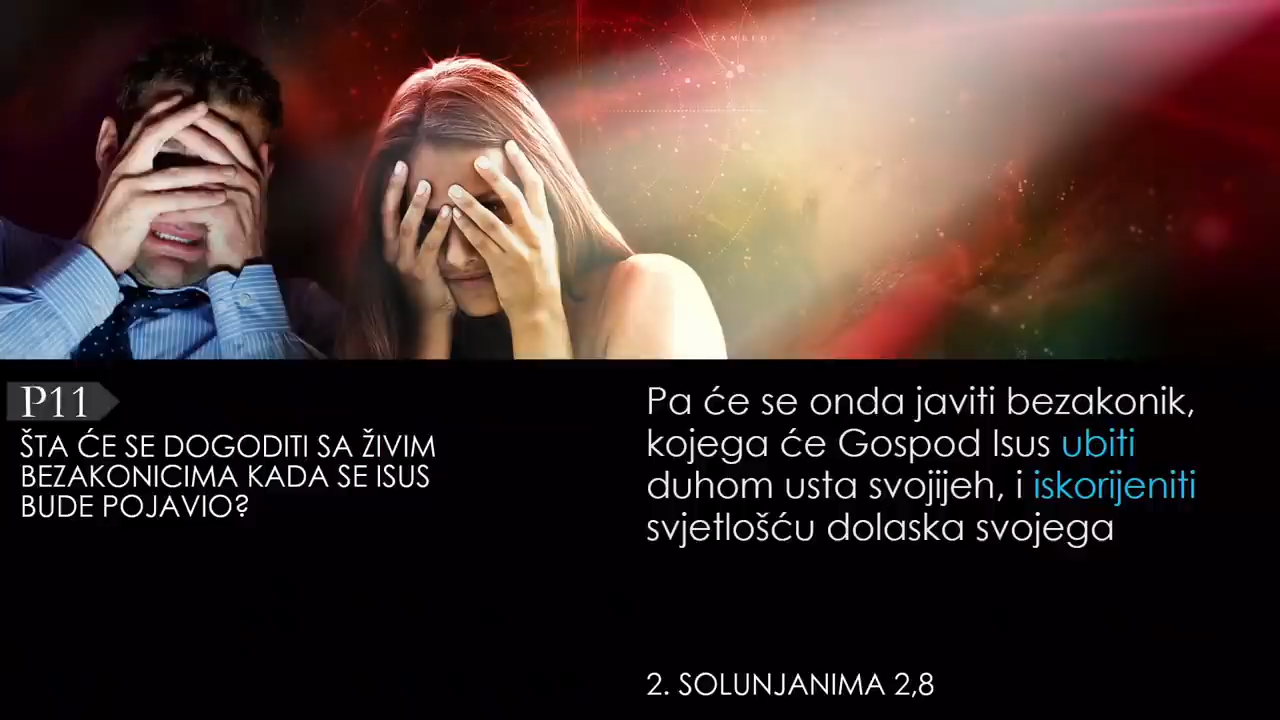 CAMBEO
P11
ŠTA ĆE SE DOGODITI SA ŽIVIM
BEZAKONICIMA KADA SE ISUS
BUDE POJAVIO?
Pa će se onda javiti bezakonik,
kojega će Gospod Isus ubiti
duhom usta svojijeh, i iskorijeniti
svjetlošću dolaska svojega
2. SOLUNJANIMA 2,8